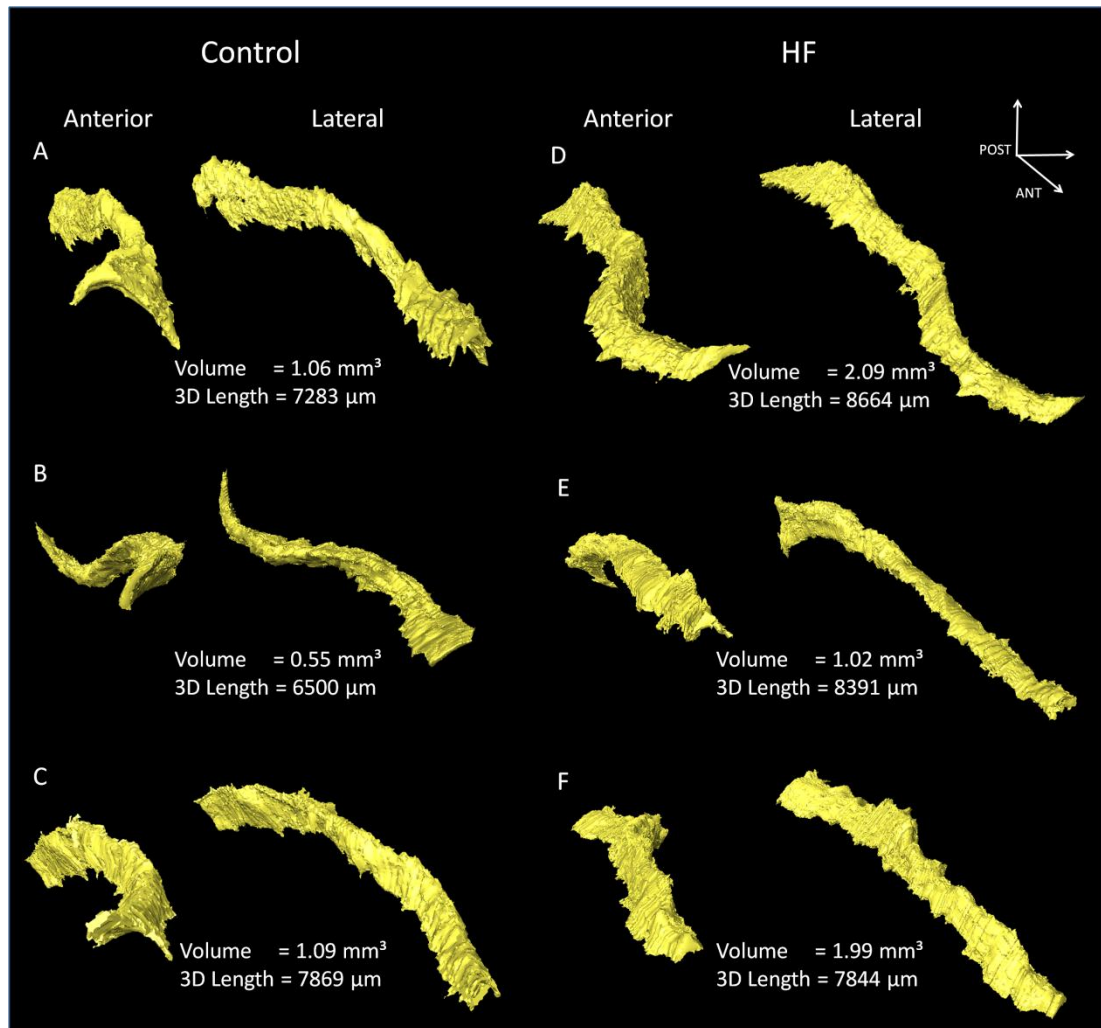 Control
HF
Anterior
Lateral
Anterior
Lateral
POST
ANT
A
D
Volume = 1.06 mm³
3D Length = 7283 µm
Volume = 2.09 mm³
3D Length = 8664 µm
B
E
Volume = 0.55 mm³
3D Length = 6500 µm
Volume = 1.02 mm³
3D Length = 8391 µm
C
F
Volume = 1.09 mm³
3D Length = 7869 µm
Volume = 1.99 mm³
3D Length = 7844 µm